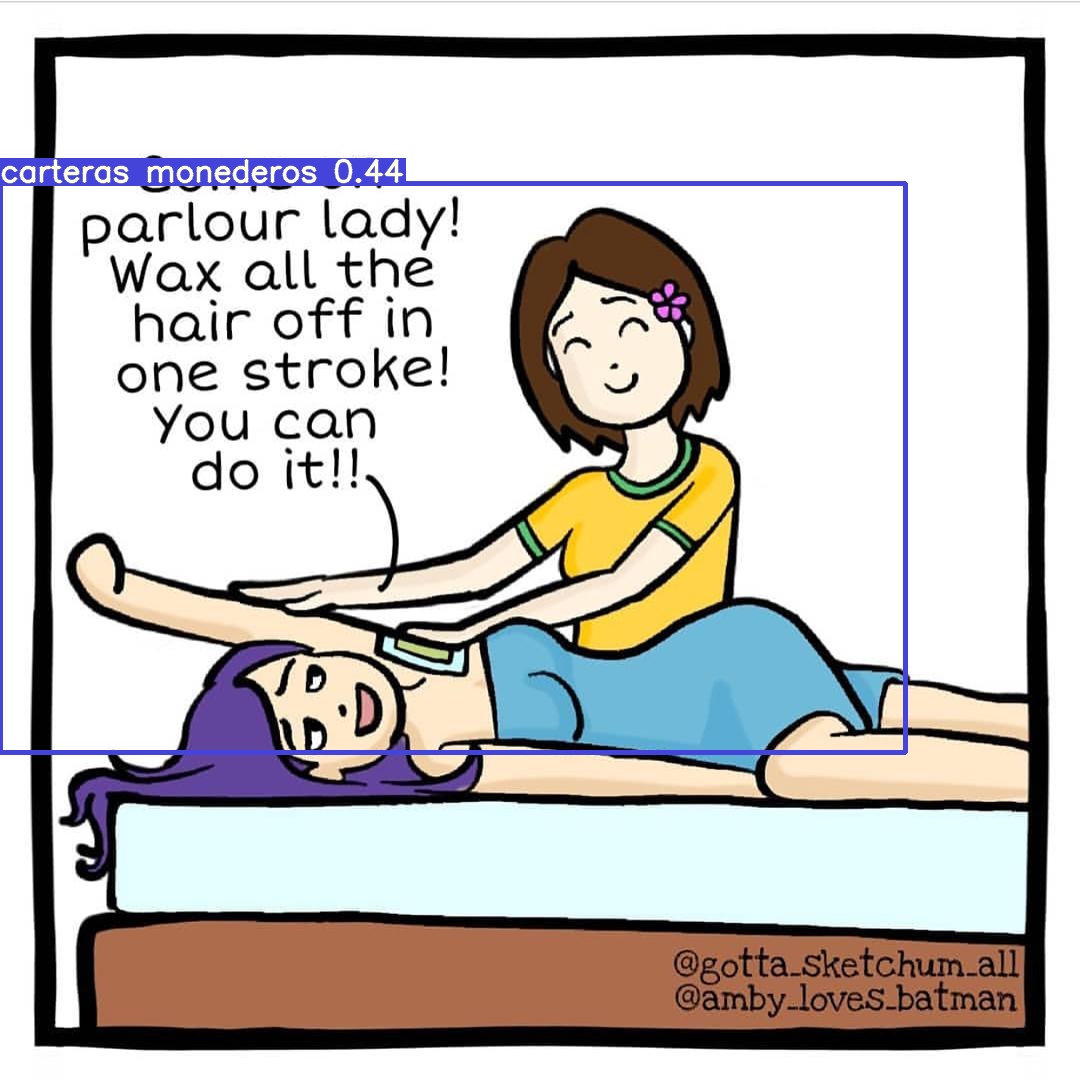 carteras monederos 0.44
parlour lady!
Wax all the
hair off in
one stroke!
You can
do it!!
@gotta_sketchum_all
@amby_loves_batman